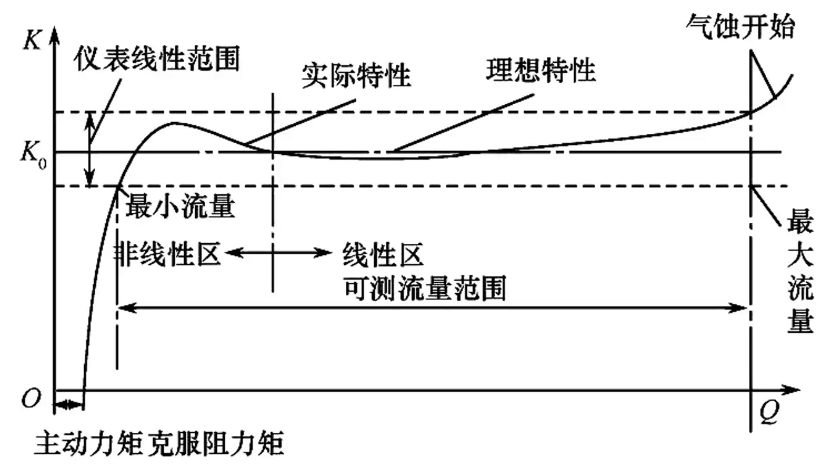 K
气蚀开始
仪表线性范围
实际特性
理想特性
K₀
最小流量
非线性区
线性区
可测流量范围
最大流量
O
Q
主动力矩克服阻力矩